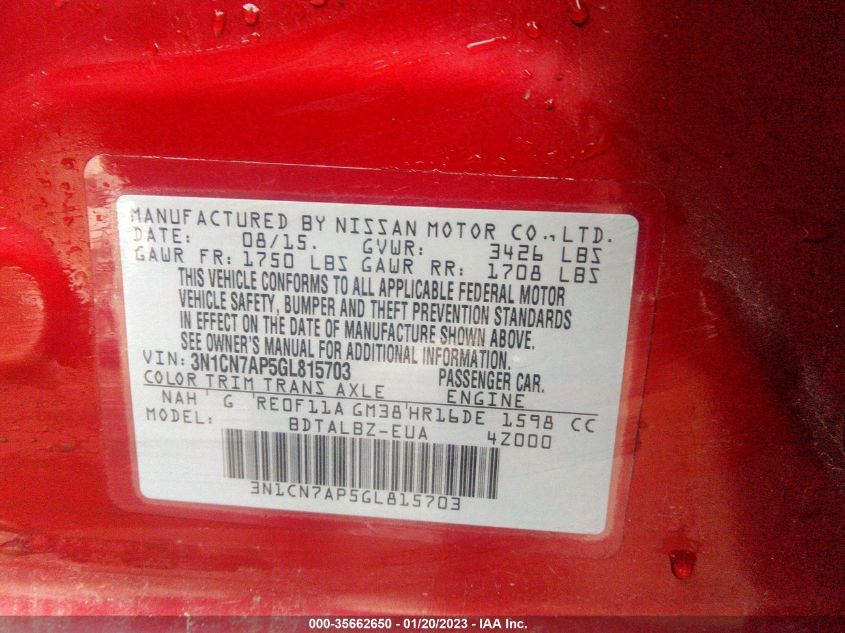 MANUFACTURED BY NISSAN MOTOR CO., LTD.
DATE: 08/15. GVWR: 3426 LBS
GAWR FR: 1750 LBS GAWR RR: 1708 LBS
THIS VEHICLE CONFORMS TO ALL APPLICABLE FEDERAL MOTOR
VEHICLE SAFETY, BUMPER AND THEFT PREVENTION STANDARDS
IN EFFECT ON THE DATE OF MANUFACTURE SHOWN ABOVE.
SEE OWNER'S MANUAL FOR ADDITIONAL INFORMATION.
VIN: 3N1CN7AP5GL815703 PASSENGER CAR.
COLOR TRIM TRANS AXLE ENGINE
NAH G RE0F11A GM38 HR16DE 1598 CC
MODEL: BDTALBZ-EUA 4Z000
3N1CN7AP5GL815703
000-35662650 - 01/20/2023 - IAA Inc.